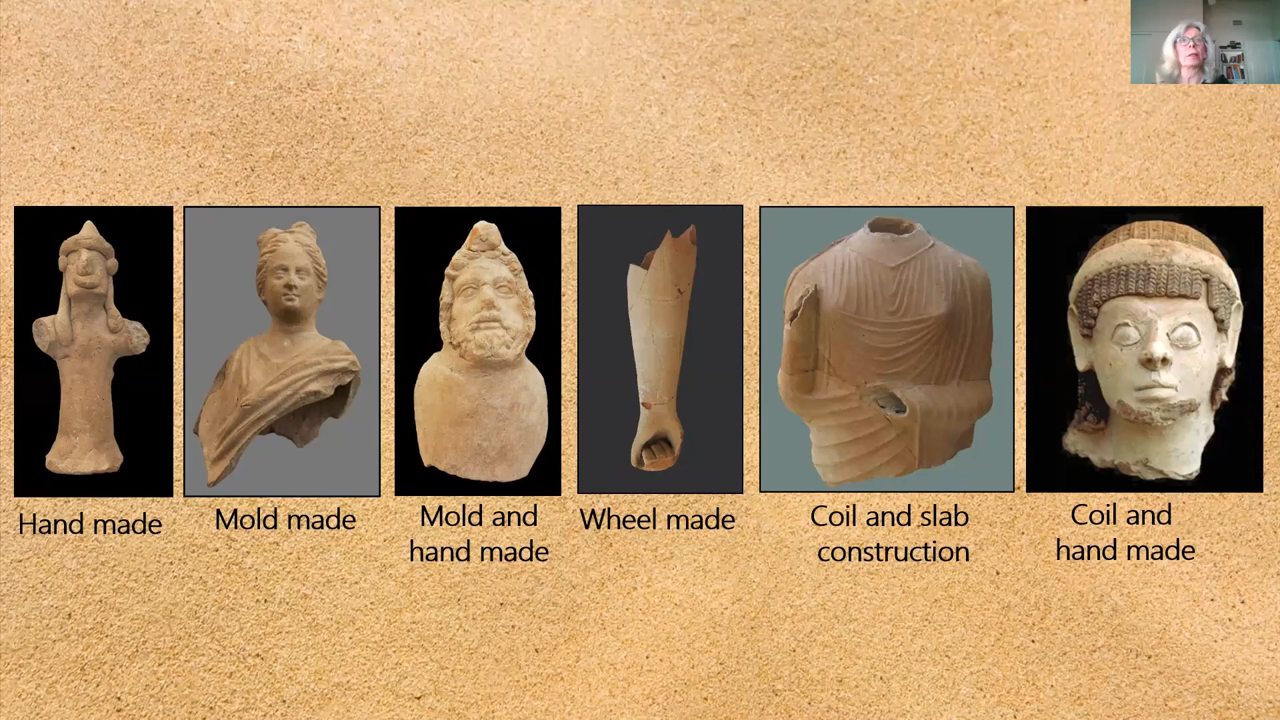 Hand made
Mold made
Mold and
hand made
Wheel made
Coil and slab
construction
Coil and
hand made